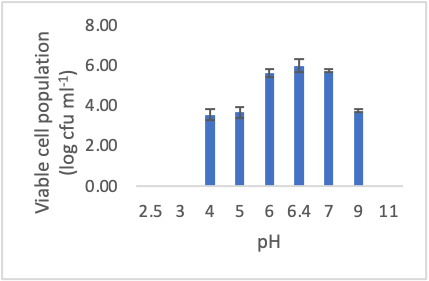 8.00
6.00
4.00
2.00
0.00
Viable cell population
(log cfu ml-1)
2.5 3 4 5 6 6.4 7 9 11
pH